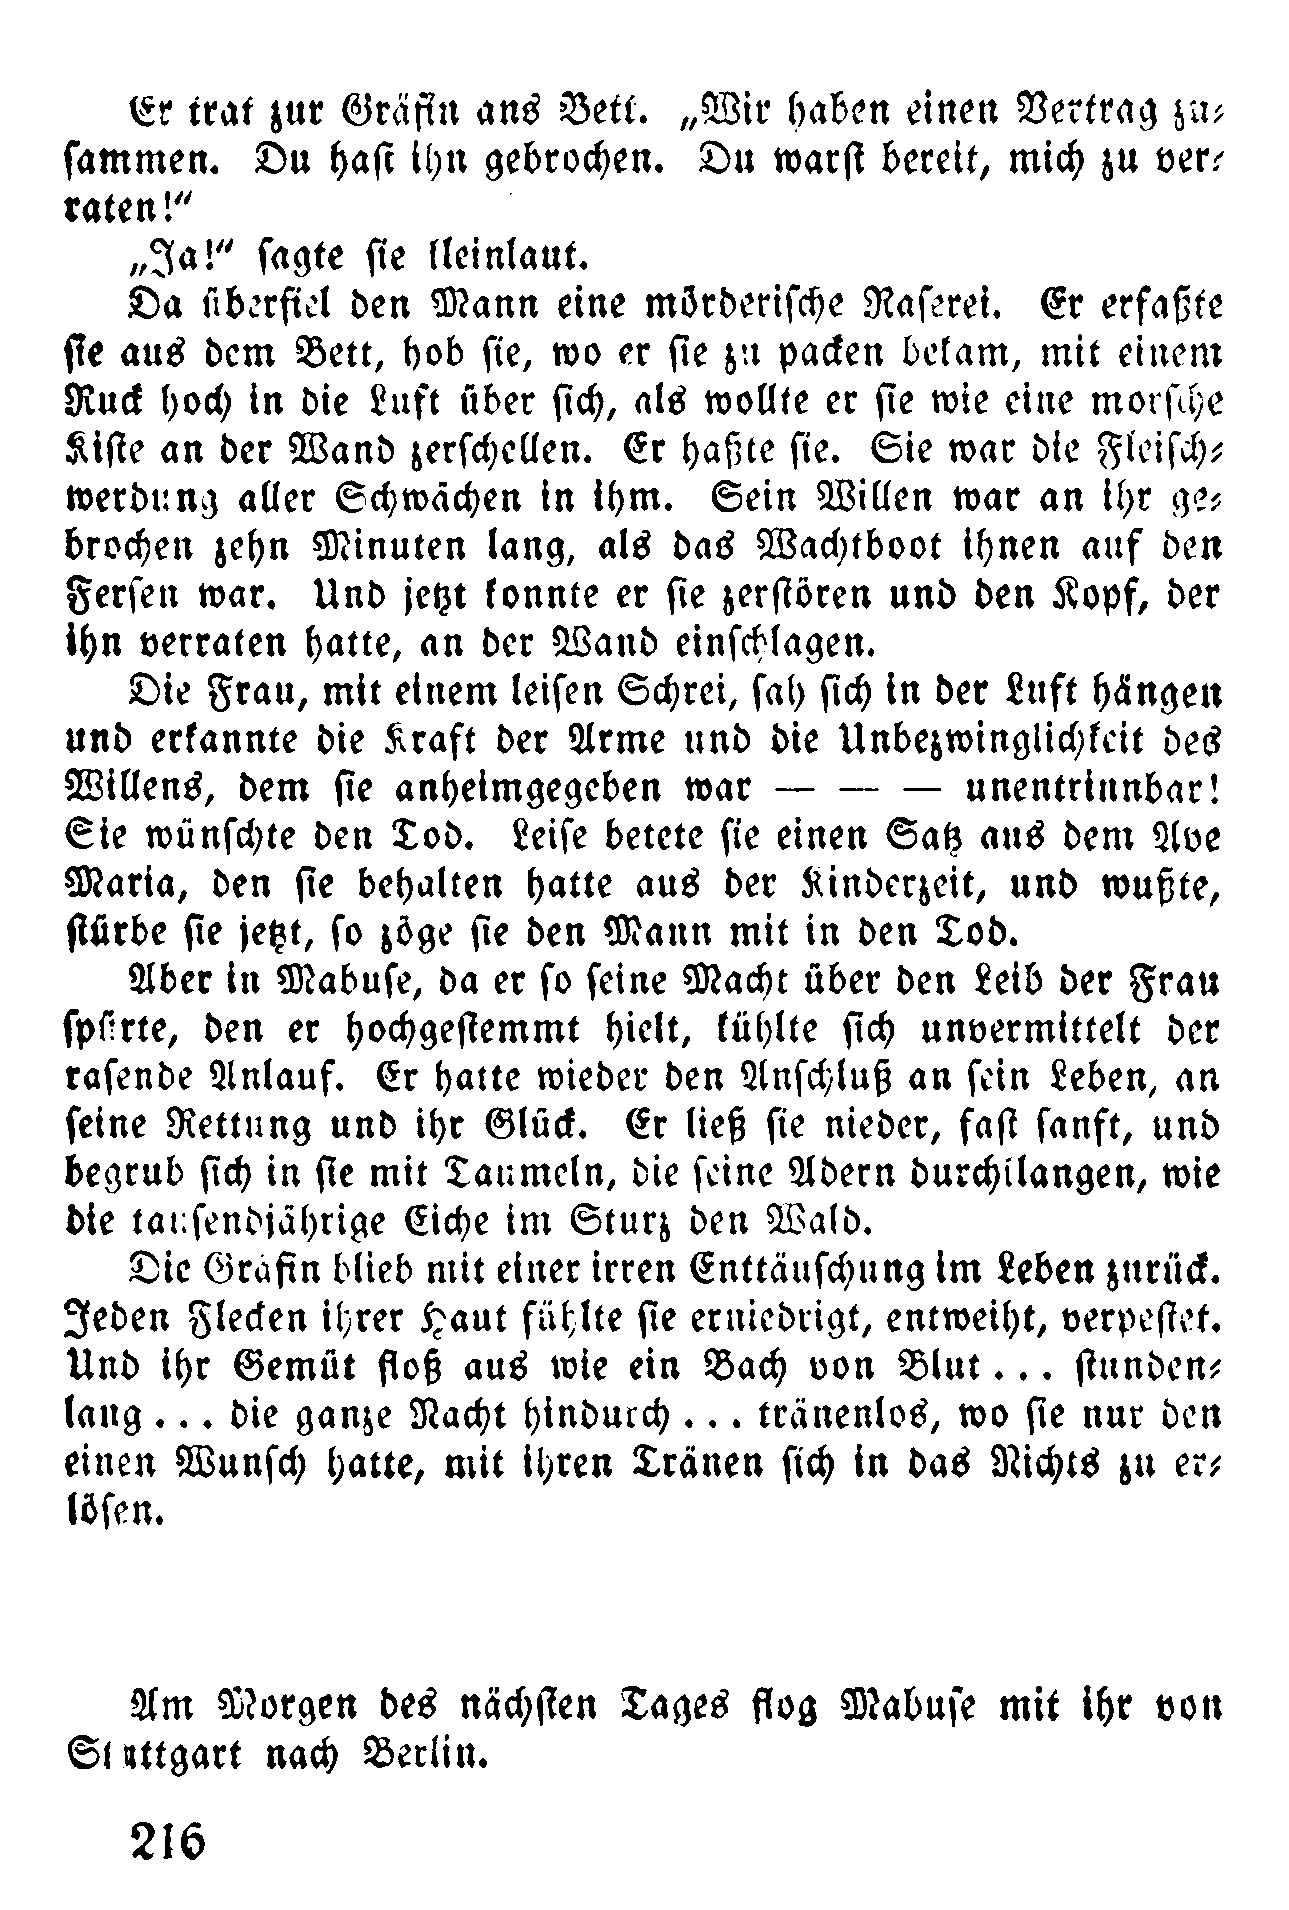 Er trat zur Gräfin ans Bett. „Wir haben einen Vertrag zu-
sammen. Du hast ihn gebrochen. Du warst bereit, mich zu ver-
raten!“
„Ja!“ sagte sie kleinlaut.
Da überfiel den Mann eine mörderische Raserei. Er erfaßte
sie aus dem Bett, hob sie, wo er sie zu packen bekam, mit einem
Ruck hoch in die Luft über sich, als wollte er sie wie eine morsche
Kiste an der Wand zerschellen. Er haßte sie. Sie war die Fleisch-
werdung aller Schwächen in ihm. Sein Willen war an ihr ge-
brochen zehn Minuten lang, als das Wachtboot ihnen auf den
Fersen war. Und jetzt konnte er sie zerstören und den Kopf, der
ihn verraten hatte, an der Wand einschlagen.
Die Frau, mit einem leisen Schrei, sah sich in der Luft hängen
und erkannte die Kraft der Arme und die Unbezwinglichkeit des
Willens, dem sie anheimgegeben war — — — unentrinnbar!
Sie wünschte den Tod. Leise betete sie einen Satz aus dem Ave
Maria, den sie behalten hatte aus der Kinderzeit, und wußte,
stürbe sie jetzt, so zöge sie den Mann mit in den Tod.
Aber in Mabuse, da er so seine Macht über den Leib der Frau
spürte, den er hochgestemmt hielt, kühlte sich unvermittelt der
rasende Anlauf. Er hatte wieder den Anschluß an sein Leben, an
seine Rettung und ihr Glück. Er ließ sie nieder, fast sanft, und
begrub sich in sie mit Taumeln, die seine Adern durchklangen, wie
die tausendjährige Eiche im Sturz den Wald.
Die Gräfin blieb mit einer irren Enttäuschung im Leben zurück.
Jeden Flecken ihrer Haut fühlte sie erniedrigt, entweiht, verpestet.
Und ihr Gemüt floß aus wie ein Bach von Blut... stunden-
lang... die ganze Nacht hindurch... tränenlos, wo sie nur den
einen Wunsch hatte, mit ihren Tränen sich in das Nichts zu er-
lösen.
Am Morgen des nächsten Tages flog Mabuse mit ihr von
Stuttgart nach Berlin.
216